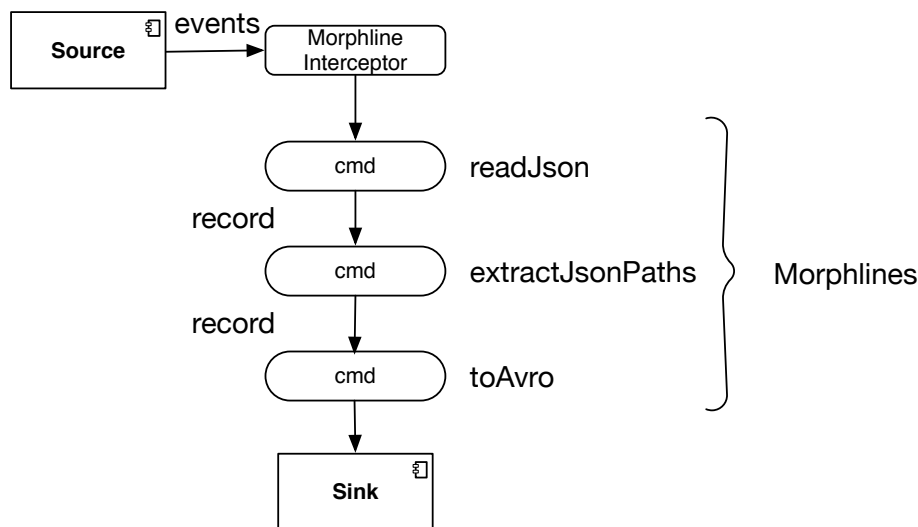 events
Source
Morphline
Interceptor
cmd
readJson
record
cmd
extractJsonPaths
Morphlines
record
cmd
toAvro
Sink